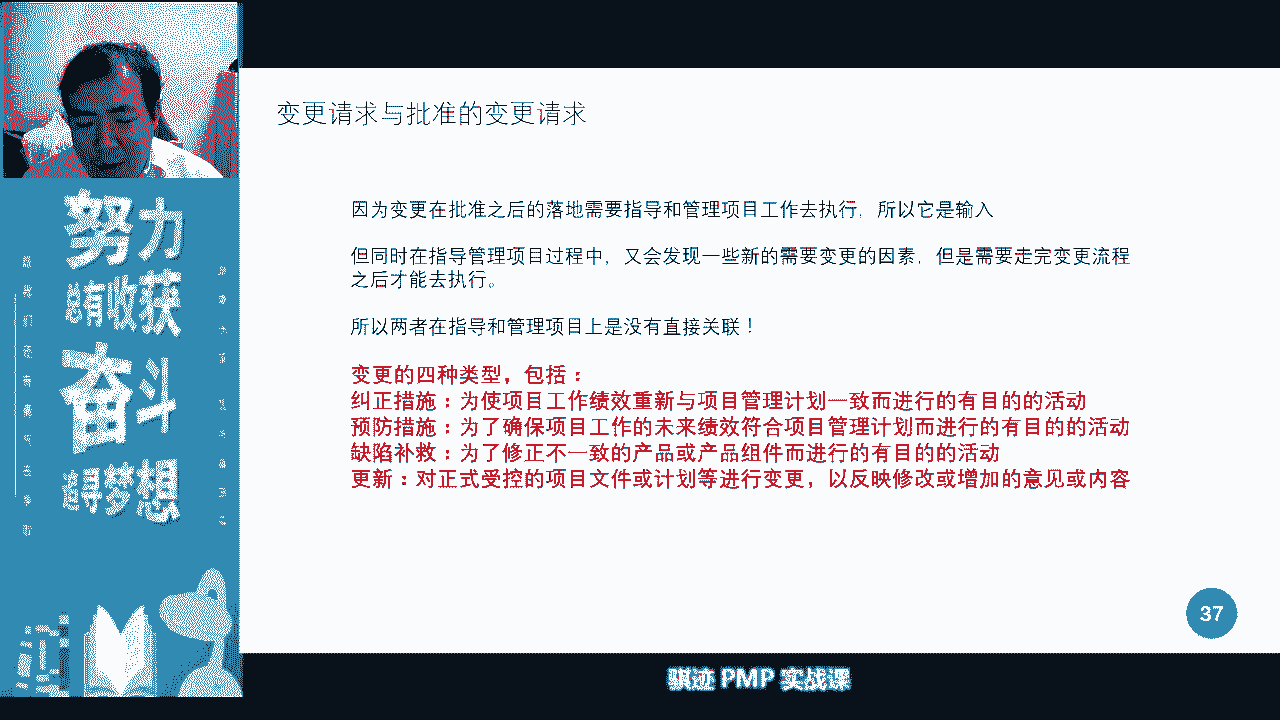 变更请求与批准的变更请求
因为变更在批准之后的落地需要指导和管理项目工作去执行，所以它是输入
但同时在指导管理项目过程中，又会发现一些新的需要变更的因素，但是需要走完变更流程
之后才能去执行。
所以两者在指导和管理项目上是没有直接关联！
变更的四种类型，包括：
纠正措施：为使项目工作绩效重新与项目管理计划一致而进行的有目的的活动
预防措施：为了确保项目工作的未来绩效符合项目管理计划而进行的有目的的活动
缺陷补救：为了修正不一致的产品或产品组件而进行的有目的的活动
更新：对正式受控的项目文件或计划等进行变更，以反映修改或增加的意见或内容
37
努力
总有收获
奋斗
追寻梦想
骐迹 PMP 实战课